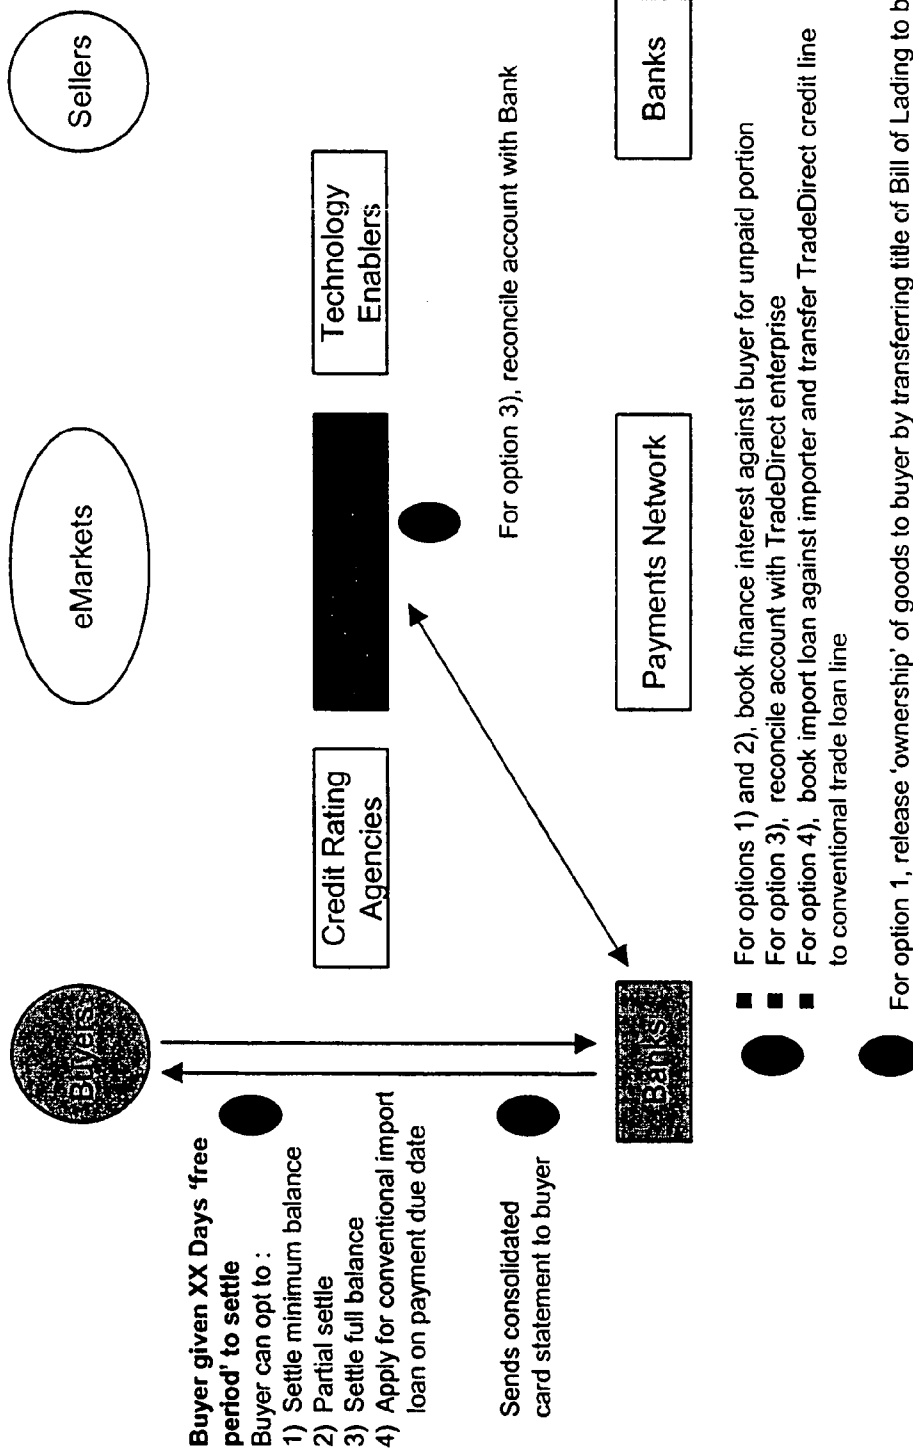 Buyers
eMarkets
Sellers
Buyer given XX Days 'free
period' to settle
Buyer can opt to :
1) Settle minimum balance
2) Partial settle
3) Settle full balance
4) Apply for conventional import
loan on payment due date
Credit Rating
Agencies
Technology
Enablers
For option 3), reconcile account with Bank
Sends consolidated
card statement to buyer
Banks
Payments Network
Banks
For options 1) and 2), book finance interest against buyer for unpaid portion
For option 3), reconcile account with TradeDirect enterprise
For option 4), book import loan against importer and transfer TradeDirect credit line
to conventional trade loan line
For option 1, release 'ownership' of goods to buyer by transferring title of Bill of Lading to b